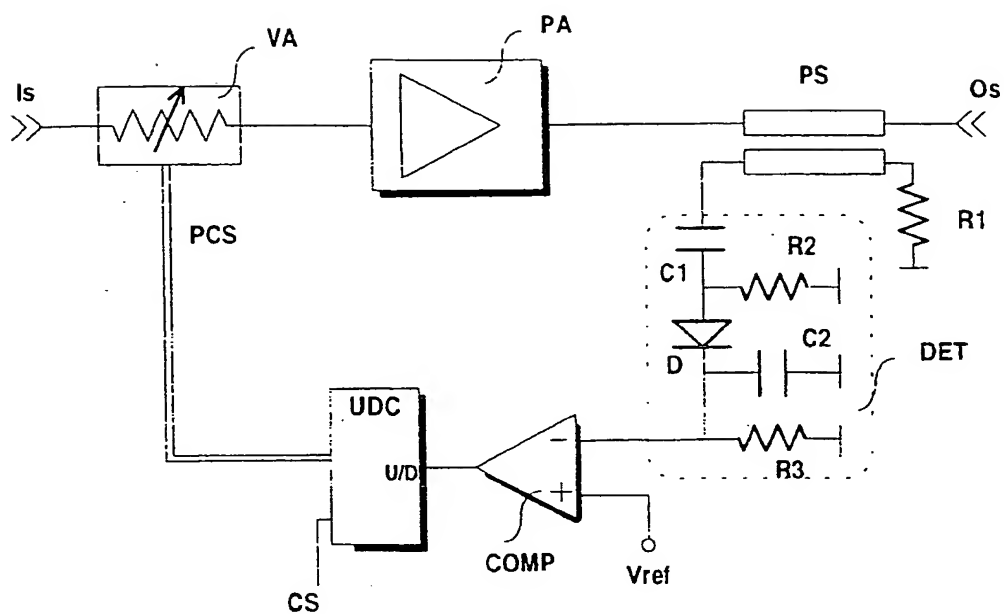 VA
PA
PS
Is
Os
R1
PCS
R2
C1
C2
D
DET
UDC
U/D
−
R3
+
COMP
Vref
CS